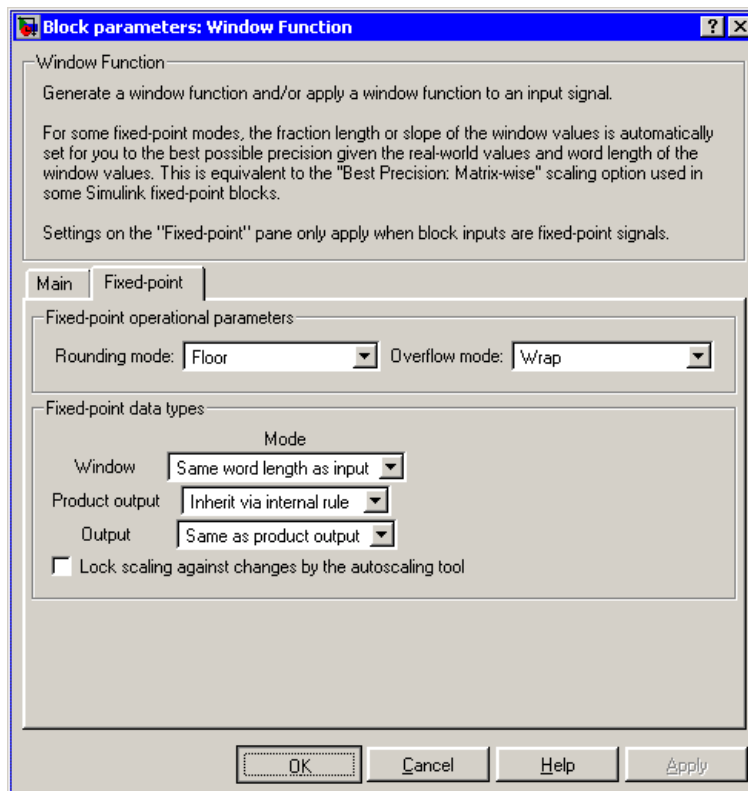 Block parameters: Window Function
Window Function
Generate a window function and/or apply a window function to an input signal.
For some fixed-point modes, the fraction length or slope of the window values is automatically
set for you to the best possible precision given the real-world values and word length of the
window values. This is equivalent to the "Best Precision: Matrix-wise" scaling option used in
some Simulink fixed-point blocks.
Settings on the "Fixed-point" pane only apply when block inputs are fixed-point signals.
Main Fixed-point
Fixed-point operational parameters
Rounding mode: Floor Overflow mode: Wrap
Fixed-point data types
Mode
Window Same word length as input
Product output Inherit via internal rule
Output Same as product output
Lock scaling against changes by the autoscaling tool
OK Cancel Help Apply